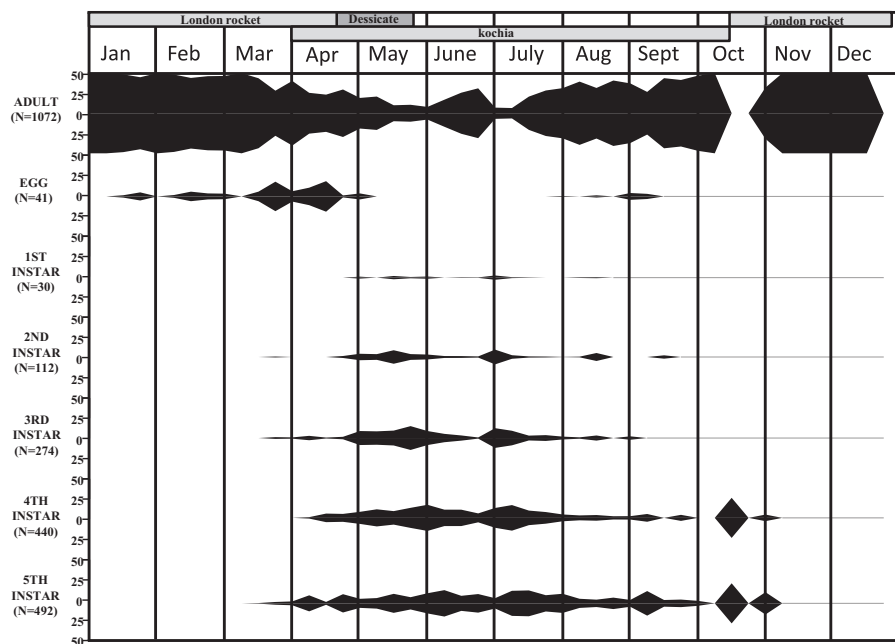 London rocket Dessicate London rocket
kochia
Jan Feb Mar Apr May June July Aug Sept Oct Nov Dec
50
25
ADULT
(N=1072)
0
25
50
25
EGG
(N=41)
0
25
50
25
1ST
INSTAR
(N=30)
0
25
50
25
2ND
INSTAR
(N=112)
0
25
50
25
3RD
INSTAR
(N=274)
0
25
50
25
4TH
INSTAR
(N=440)
0
25
50
25
5TH
INSTAR
(N=492)
0
25
50